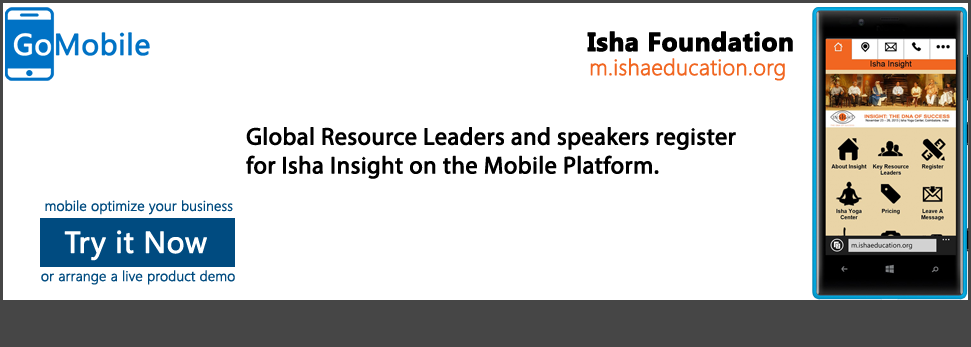 GoMobile
Isha Foundation
m.ishaeducation.org
Global Resource Leaders and speakers register
for Isha Insight on the Mobile Platform.
mobile optimize your business
Try it Now
or arrange a live product demo
Isha Insight
INSIGHT: THE DNA OF SUCCESS
About Insight
Key Resource
Leaders
Register
Isha Yoga
Center
Pricing
Leave A
Message
m.ishaeducation.org